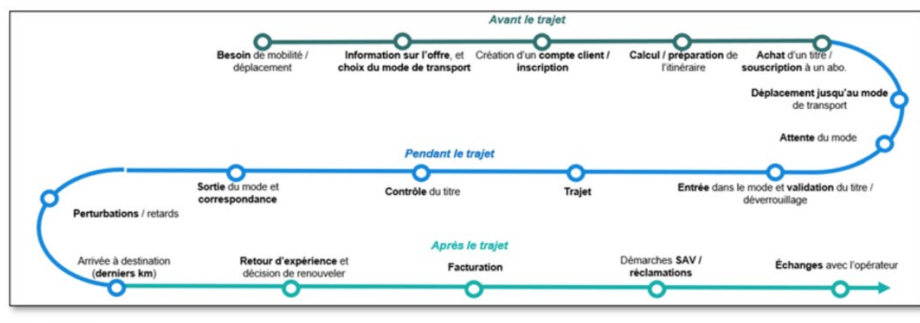 Avant le trajet
Besoin de mobilité /
déplacement
Information sur l'offre, et
choix du mode de transport
Création d'un compte client /
inscription
Calcul / préparation de
l'itinéraire
Achat d'un titre /
souscription à un abo.
Déplacement jusqu'au mode
de transport
Attente du mode
Pendant le trajet
Entrée dans le mode et validation du titre /
déverrouillage
Trajet
Contrôle du titre
Sortie du mode et
correspondance
Perturbations / retards
Arrivée à destination
(derniers km)
Après le trajet
Retour d'expérience et
décision de renouveler
Facturation
Démarches SAV /
réclamations
Échanges avec l'opérateur